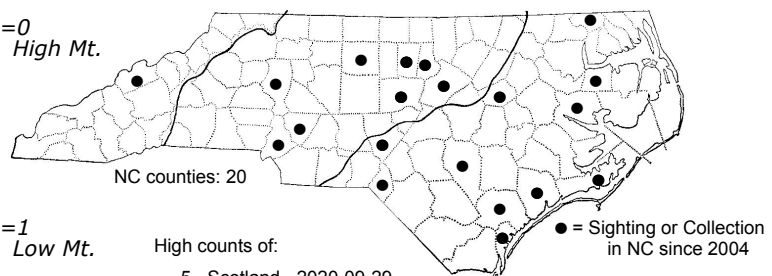 =0
High Mt.
NC counties: 20
=1
Low Mt.
High counts of:
● = Sighting or Collection
in NC since 2004
5 - Scotland - 2020-09-29